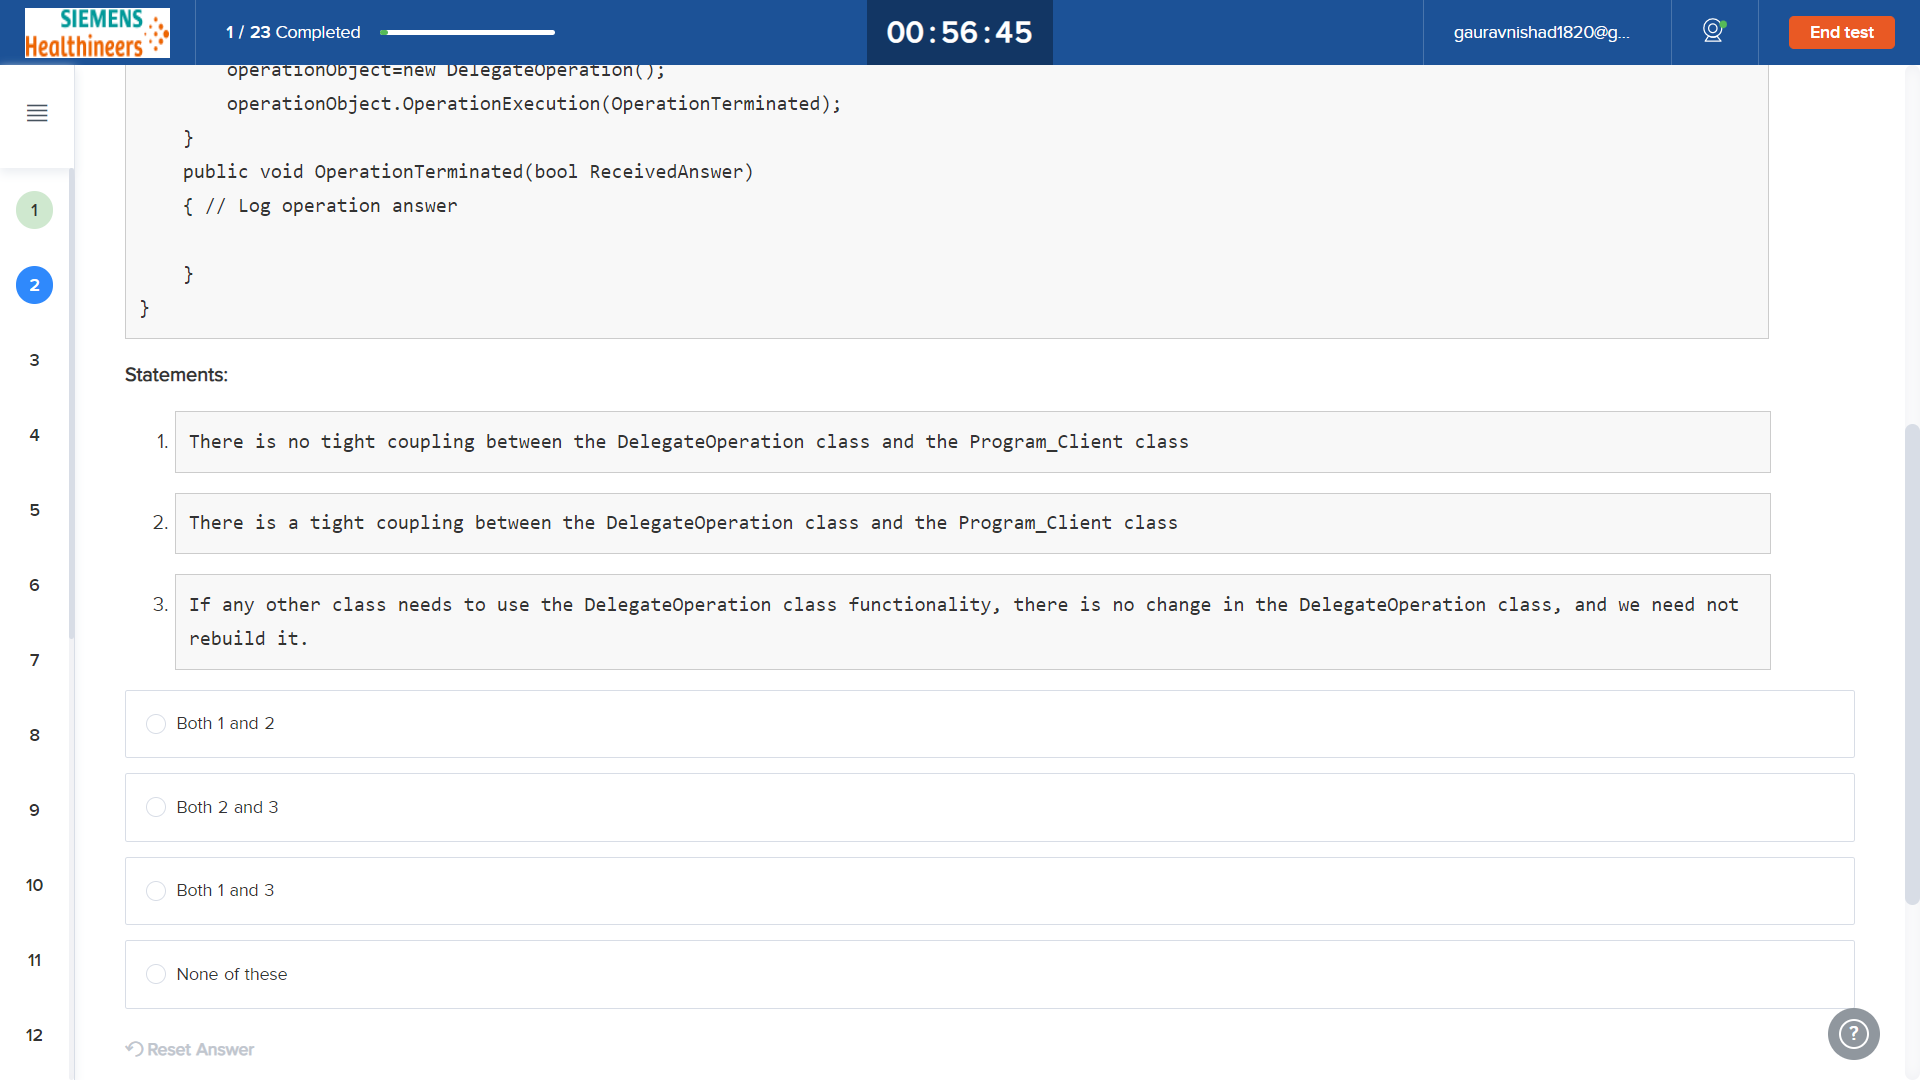 SIEMENS
Healthineers
1 / 23 Completed
00:56:45
gauravnishad1820@g...
End test
operationObject=new DelegateOperation();
operationObject.OperationExecution(OperationTerminated);
}
public void OperationTerminated(bool ReceivedAnswer)
{ // Log operation answer
}
}
Statements:
1. There is no tight coupling between the DelegateOperation class and the Program_Client class
2. There is a tight coupling between the DelegateOperation class and the Program_Client class
3. If any other class needs to use the DelegateOperation class functionality, there is no change in the DelegateOperation class, and we need not
rebuild it.
Both 1 and 2
Both 2 and 3
Both 1 and 3
None of these
Reset Answer
1
2
3
4
5
6
7
8
9
10
11
12
?